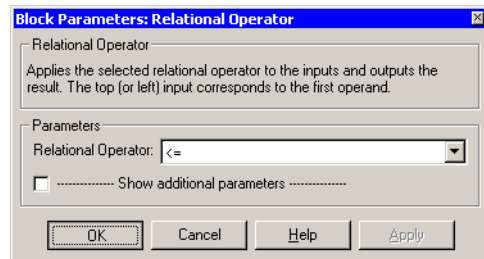 Block Parameters: Relational Operator
Relational Operator
Applies the selected relational operator to the inputs and outputs the
result. The top (or left) input corresponds to the first operand.
Parameters
Relational Operator: <=
-------------- Show additional parameters --------------
OK Cancel Help Apply